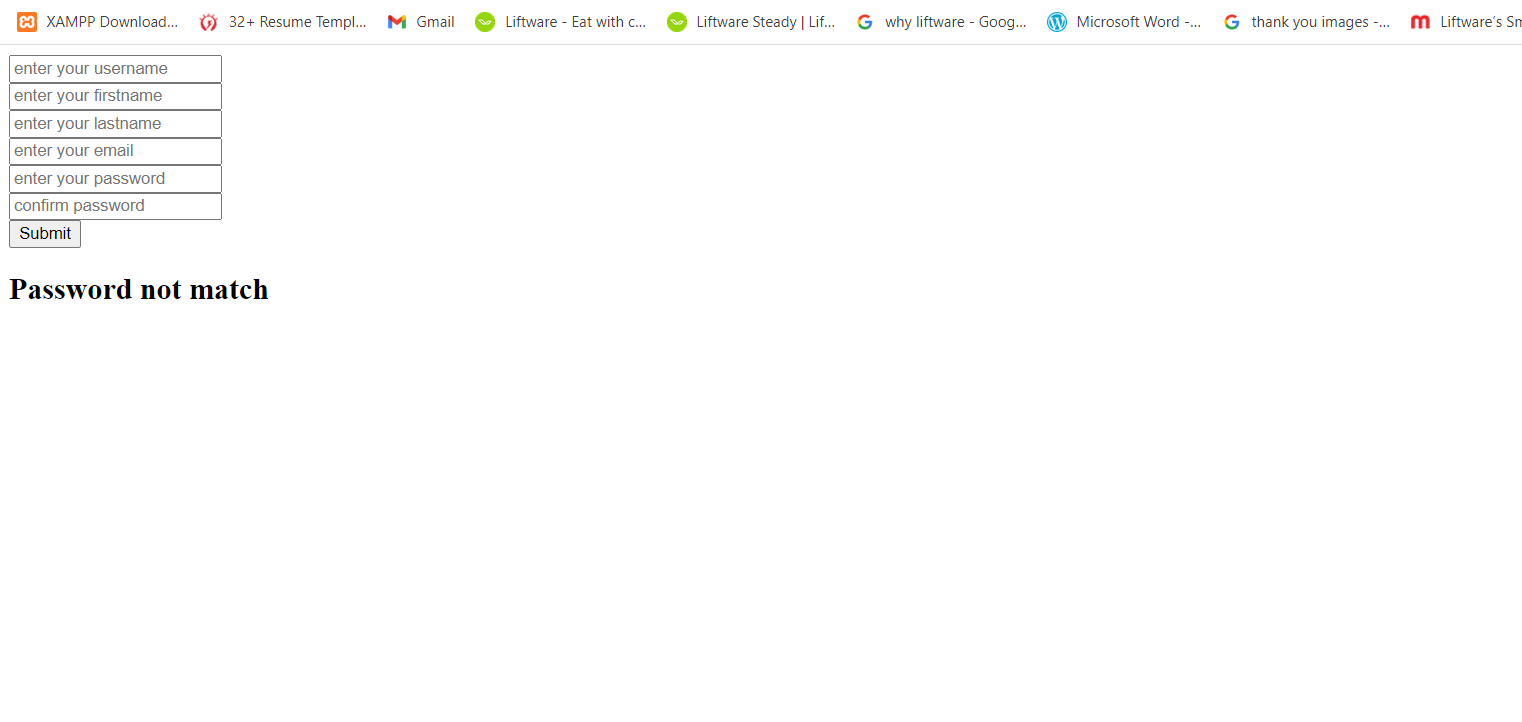 XAMPP Download... 32+ Resume Templ... Gmail Liftware - Eat with c... Liftware Steady | Lif... why liftware - Goog... Microsoft Word -... thank you images -... Liftware's Sm
enter your username
enter your firstname
enter your lastname
enter your email
enter your password
confirm password
Submit
Password not match